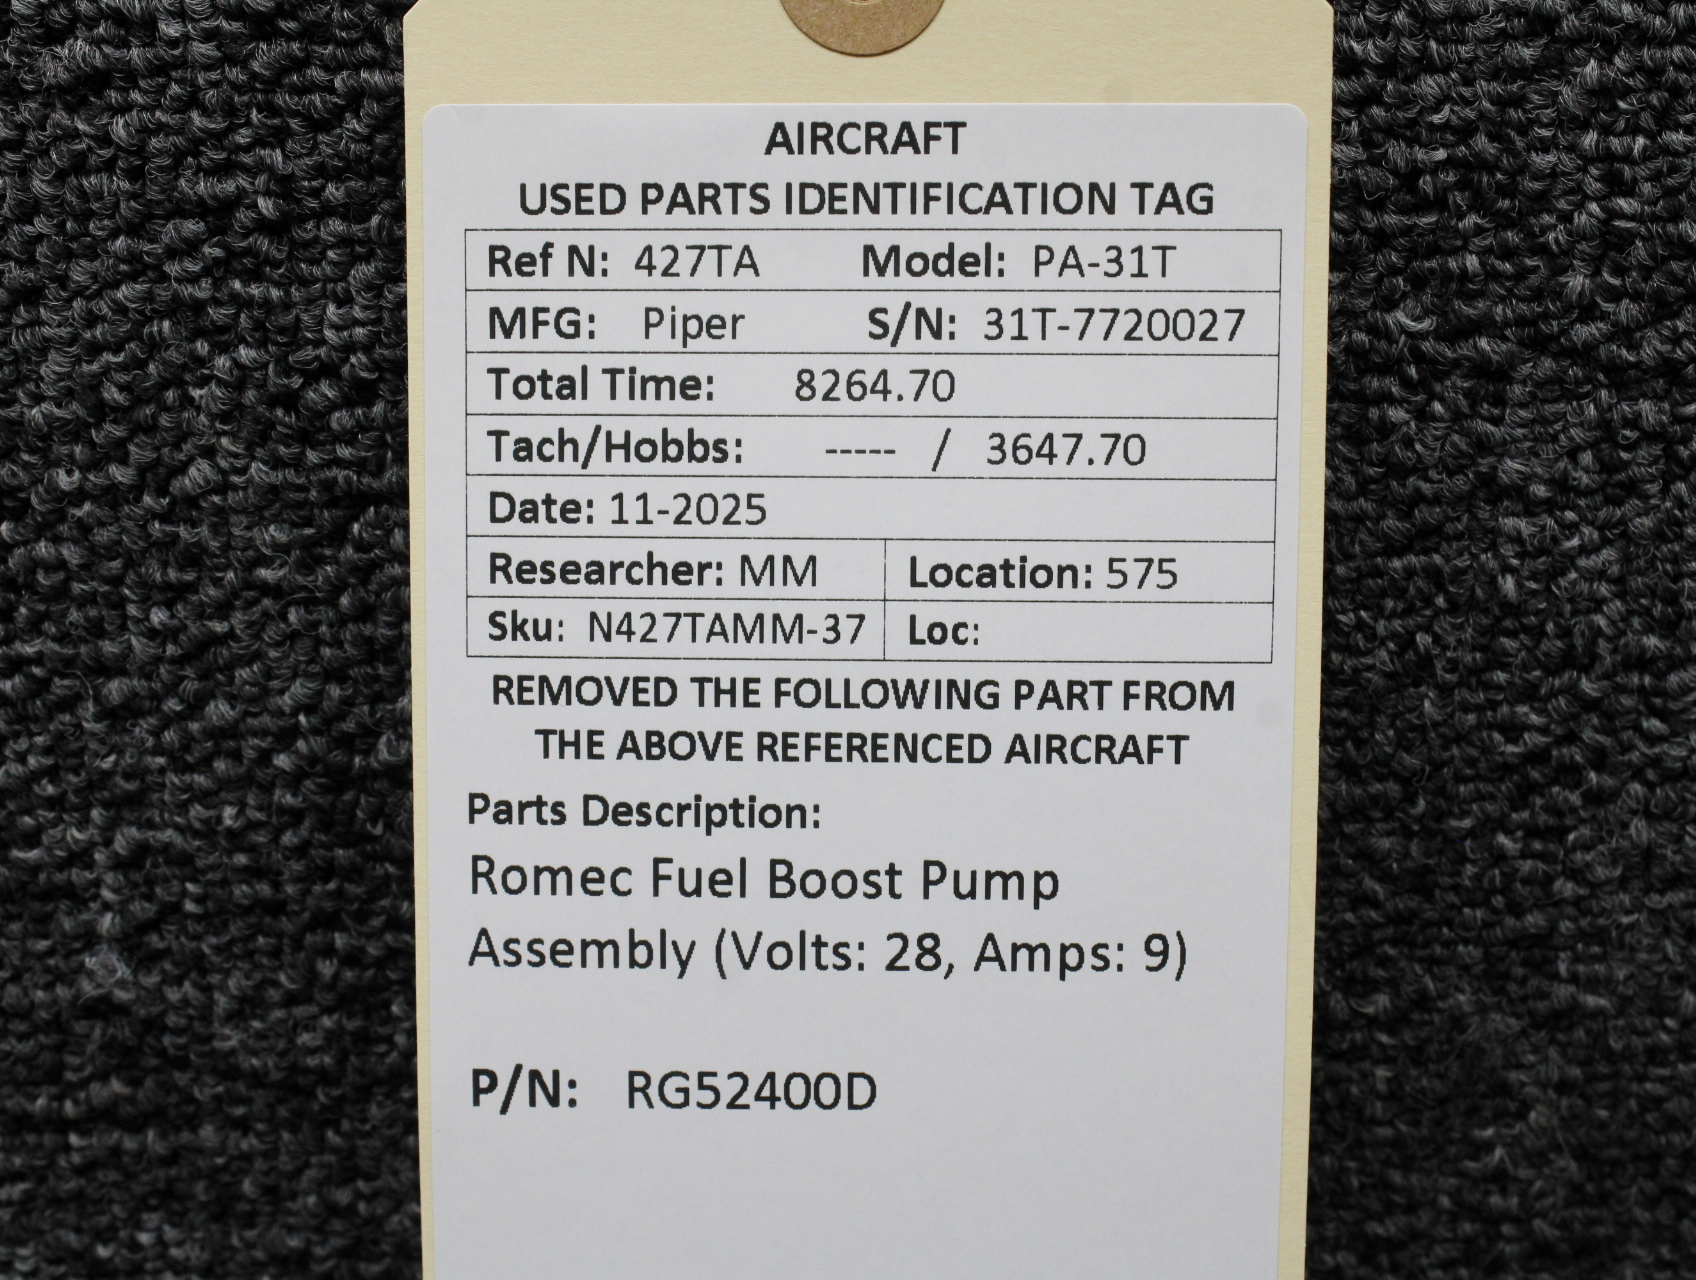 AIRCRAFT
USED PARTS IDENTIFICATION TAG
Ref N: 427TA Model: PA-31T
MFG: Piper S/N: 31T-7720027
Total Time: 8264.70
Tach/Hobbs: ----- / 3647.70
Date: 11-2025
Researcher: MM Location: 575
Sku: N427TAMM-37 Loc:
REMOVED THE FOLLOWING PART FROM
THE ABOVE REFERENCED AIRCRAFT
Parts Description:
Romec Fuel Boost Pump
Assembly (Volts: 28, Amps: 9)
P/N: RG52400D